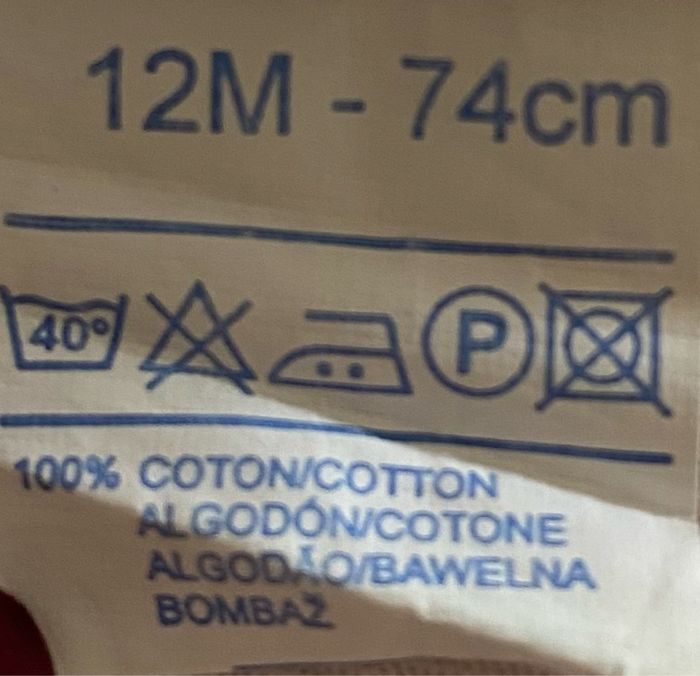 12M - 74cm
40° P
100% COTON/COTTON
ALGODÓN/COTONE
ALGODÃO/BAWELNA
BOMBAŽ